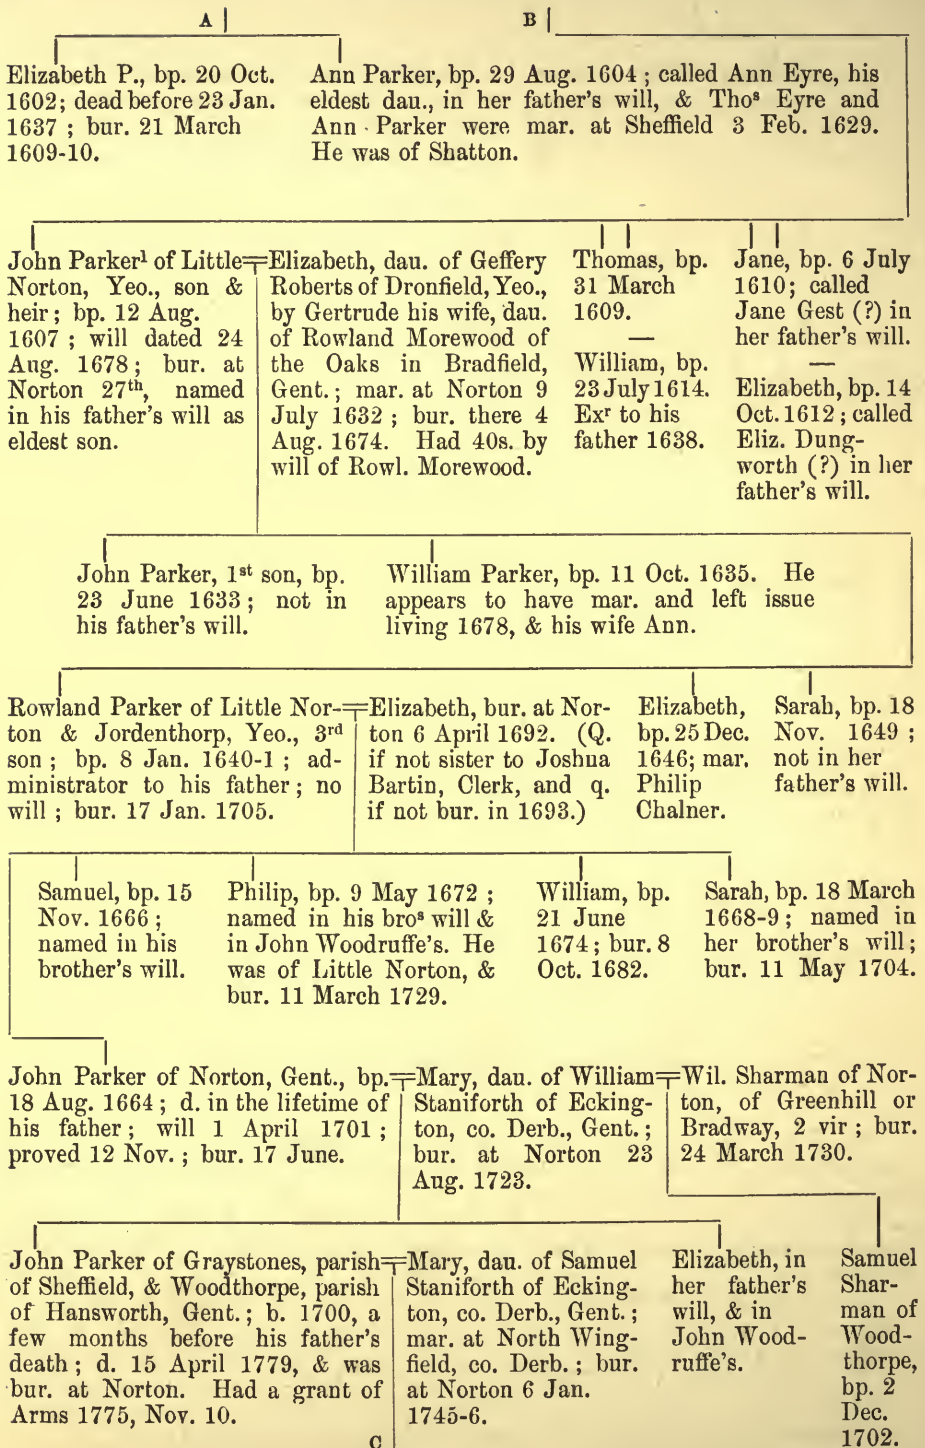 A B
Elizabeth P., bp. 20 Oct.
1602; dead before 23 Jan.
1637 ; bur. 21 March
1609-10.
Ann Parker, bp. 29 Aug. 1604 ; called Ann Eyre, his
eldest dau., in her father's will, & Thoˢ Eyre and
Ann Parker were mar. at Sheffield 3 Feb. 1629.
He was of Shatton.
John Parker¹ of Little
Norton, Yeo., son &
heir ; bp. 12 Aug.
1607 ; will dated 24
Aug. 1678 ; bur. at
Norton 27ᵗʰ, named
in his father's will as
eldest son.
Elizabeth, dau. of Geffery
Roberts of Dronfield, Yeo.,
by Gertrude his wife, dau.
of Rowland Morewood of
the Oaks in Bradfield,
Gent. ; mar. at Norton 9
July 1632 ; bur. there 4
Aug. 1674. Had 40s. by
will of Rowl. Morewood.
Thomas, bp.
31 March
1609.
—
William, bp.
23 July 1614.
Exʳ to his
father 1638.
Jane, bp. 6 July
1610; called
Jane Gest (?) in
her father's will.
—
Elizabeth, bp. 14
Oct. 1612 ; called
Eliz. Dung-
worth (?) in her
father's will.
John Parker, 1ˢᵗ son, bp.
23 June 1633 ; not in
his father's will.
William Parker, bp. 11 Oct. 1635. He
appears to have mar. and left issue
living 1678, & his wife Ann.
Rowland Parker of Little Nor-
ton & Jordenthorp, Yeo., 3ʳᵈ
son ; bp. 8 Jan. 1640-1 ; ad-
ministrator to his father ; no
will ; bur. 17 Jan. 1705.
Elizabeth, bur. at Nor-
ton 6 April 1692. (Q.
if not sister to Joshua
Bartin, Clerk, and q.
if not bur. in 1693.)
Elizabeth,
bp. 25 Dec.
1646; mar.
Philip
Chalner.
Sarah, bp. 18
Nov. 1649 ;
not in her
father's will.
Samuel, bp. 15
Nov. 1666 ;
named in his
brother's will.
Philip, bp. 9 May 1672 ;
named in his broˢ will &
in John Woodruffe's. He
was of Little Norton, &
bur. 11 March 1729.
William, bp.
21 June
1674 ; bur. 8
Oct. 1682.
Sarah, bp. 18 March
1668-9 ; named in
her brother's will ;
bur. 11 May 1704.
John Parker of Norton, Gent., bp.
18 Aug. 1664 ; d. in the lifetime of
his father ; will 1 April 1701 ;
proved 12 Nov. ; bur. 17 June.
Mary, dau. of William
Staniforth of Ecking-
ton, co. Derb., Gent. ;
bur. at Norton 23
Aug. 1723.
Wil. Sharman of Nor-
ton, of Greenhill or
Bradway, 2 vir ; bur.
24 March 1730.
John Parker of Graystones, parish
of Sheffield, & Woodthorpe, parish
of Hansworth, Gent. ; b. 1700, a
few months before his father's
death ; d. 15 April 1779, & was
bur. at Norton. Had a grant of
Arms 1775, Nov. 10.
Mary, dau. of Samuel
Staniforth of Ecking-
ton, co. Derb., Gent. ;
mar. at North Wing-
field, co. Derb. ; bur.
at Norton 6 Jan.
1745-6.
Elizabeth, in
her father's
will, & in
John Wood-
ruffe's.
Samuel
Shar-
man of
Wood-
thorpe,
bp. 2
Dec.
1702.
C